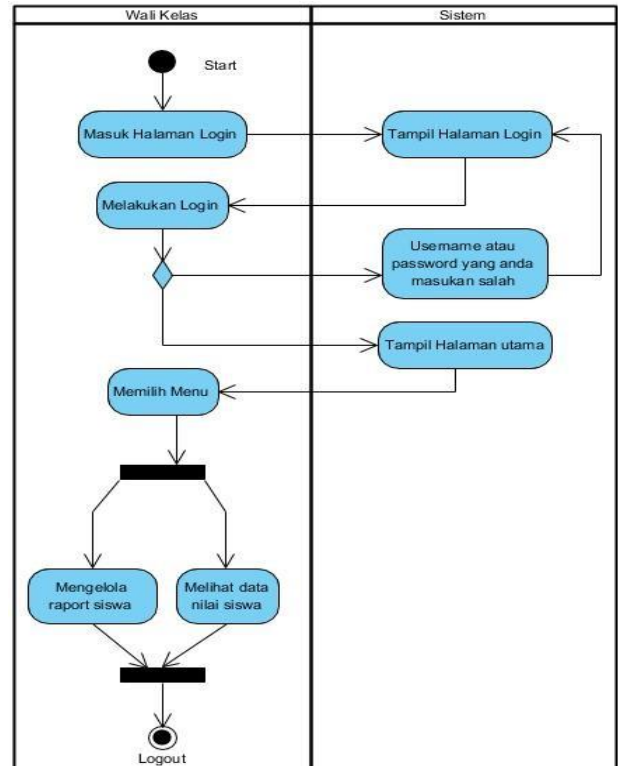 Wali Kelas
Sistem
Start
Masuk Halaman Login
Tampil Halaman Login
Melakukan Login
Username atau
password yang anda
masukan salah
Tampil Halaman utama
Memilih Menu
Mengelola
raport siswa
Melihat data
nilai siswa
Logout